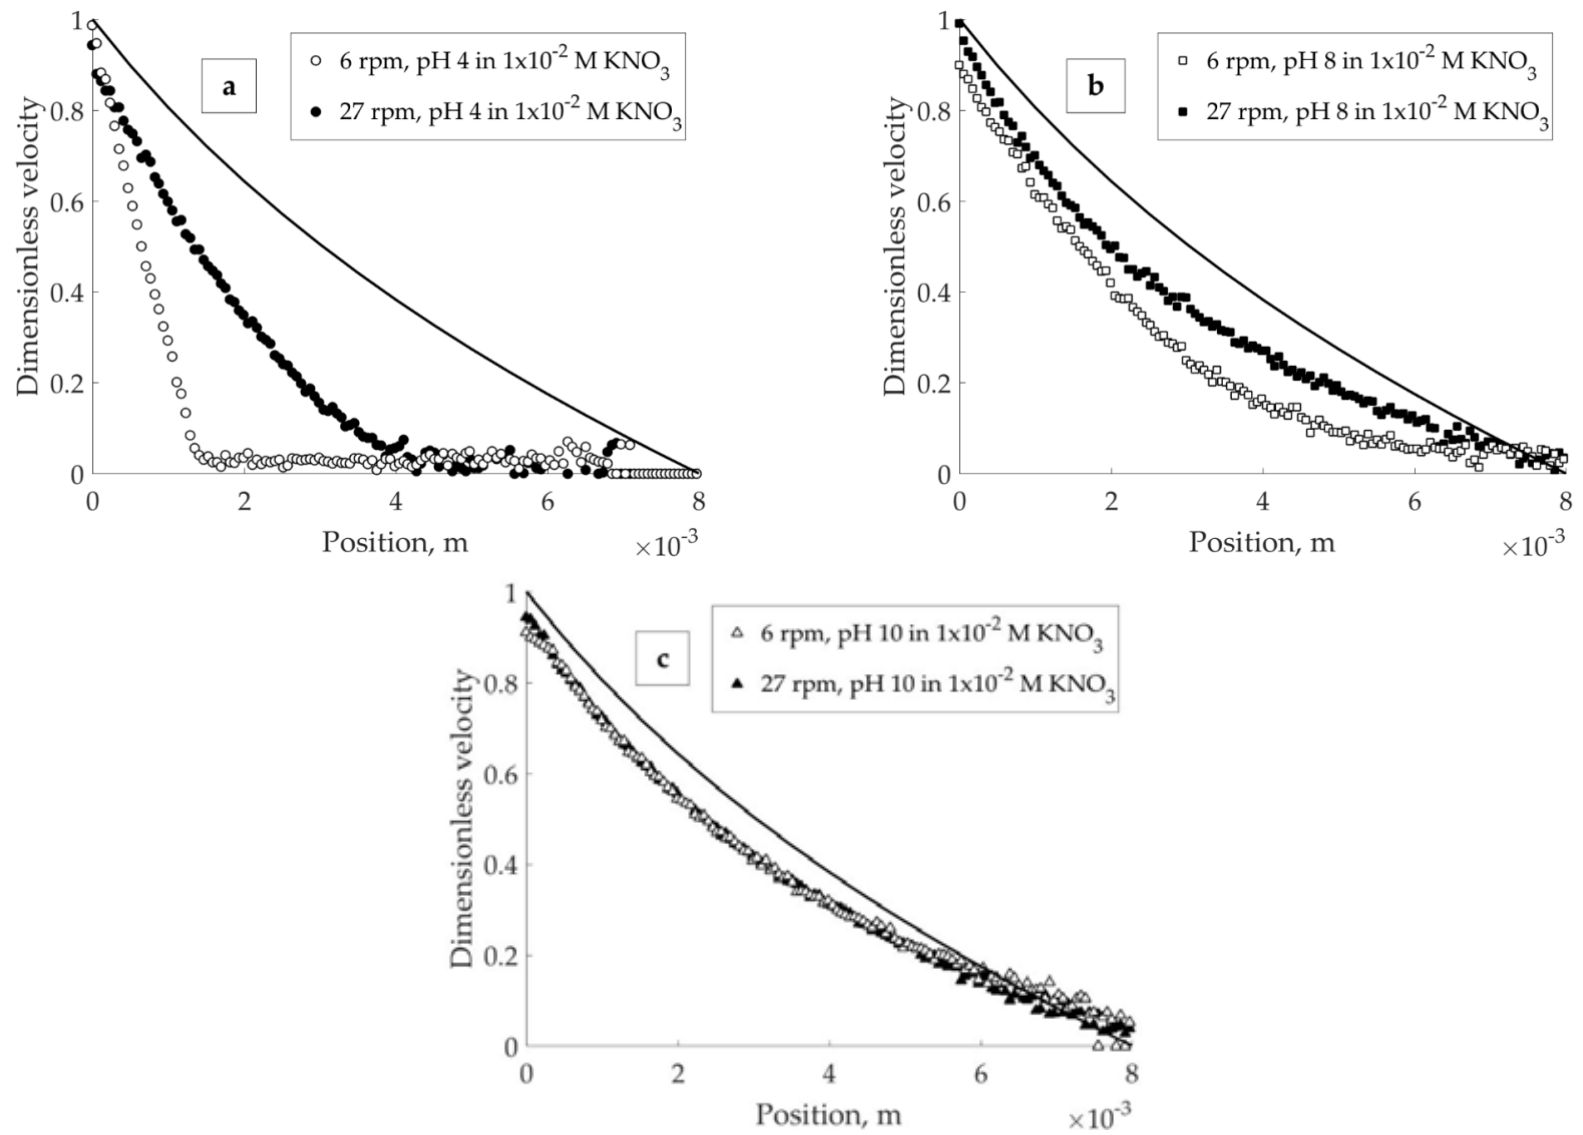 a
6 rpm, pH 4 in 1x10⁻² M KNO₃
27 rpm, pH 4 in 1x10⁻² M KNO₃
Dimensionless velocity
1
0.8
0.6
0.4
0.2
0
0 2 4 6 8
Position, m
×10⁻³
b
6 rpm, pH 8 in 1x10⁻² M KNO₃
27 rpm, pH 8 in 1x10⁻² M KNO₃
Dimensionless velocity
1
0.8
0.6
0.4
0.2
0
0 2 4 6 8
Position, m
×10⁻³
c
6 rpm, pH 10 in 1x10⁻² M KNO₃
27 rpm, pH 10 in 1x10⁻² M KNO₃
Dimensionless velocity
1
0.8
0.6
0.4
0.2
0
0 2 4 6 8
Position, m
×10⁻³